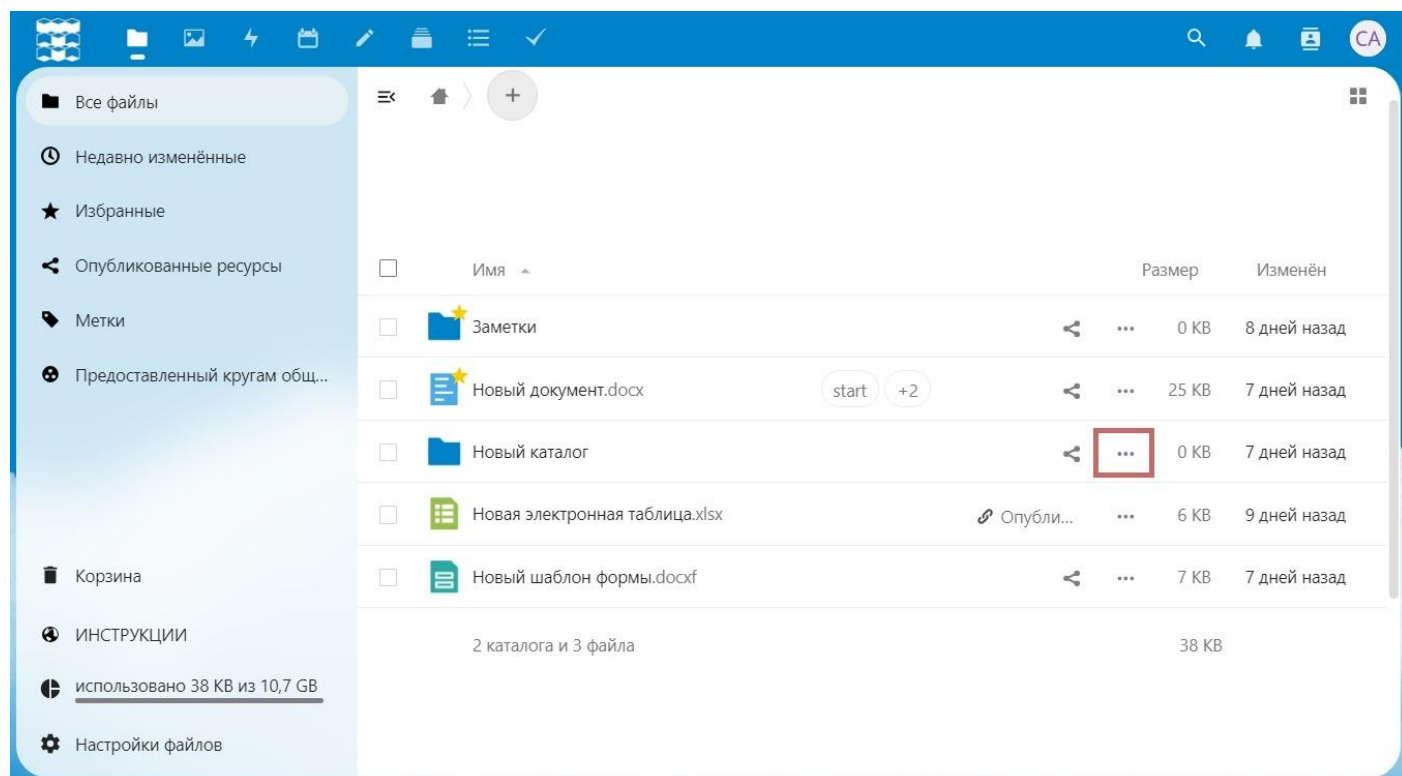 CA
Все файлы
Недавно изменённые
Избранные
Опубликованные ресурсы
Метки
Предоставленный кругам общ...
Корзина
ИНСТРУКЦИИ
использовано 38 KB из 10,7 GB
Настройки файлов
Имя Размер Изменён
Заметки 0 KB 8 дней назад
Новый документ.docx start +2 25 KB 7 дней назад
Новый каталог 0 KB 7 дней назад
Новая электронная таблица.xlsx Опубли... 6 KB 9 дней назад
Новый шаблон формы.docxf 7 KB 7 дней назад
2 каталога и 3 файла 38 KB